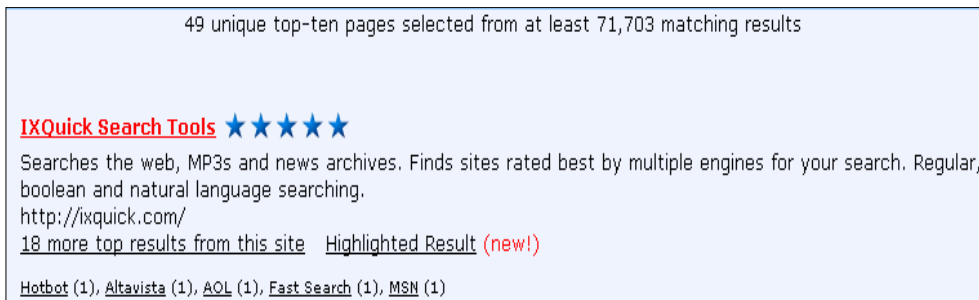 49 unique top-ten pages selected from at least 71,703 matching results
IXQuick Search Tools
Searches the web, MP3s and news archives. Finds sites rated best by multiple engines for your search. Regular,
boolean and natural language searching.
http://ixquick.com/
18 more top results from this site Highlighted Result (new!)
Hotbot (1), Altavista (1), AOL (1), Fast Search (1), MSN (1)